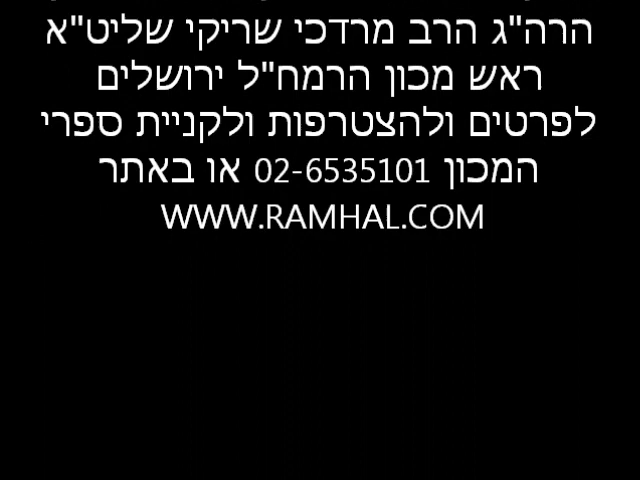 הרה"ג הרב מרדכי שריקי שליט"א
ראש מכון הרמח"ל ירושלים
לפרטים ולהצטרפות ולקניית ספרי
המכון 02-6535101 או באתר
WWW.RAMHAL.COM